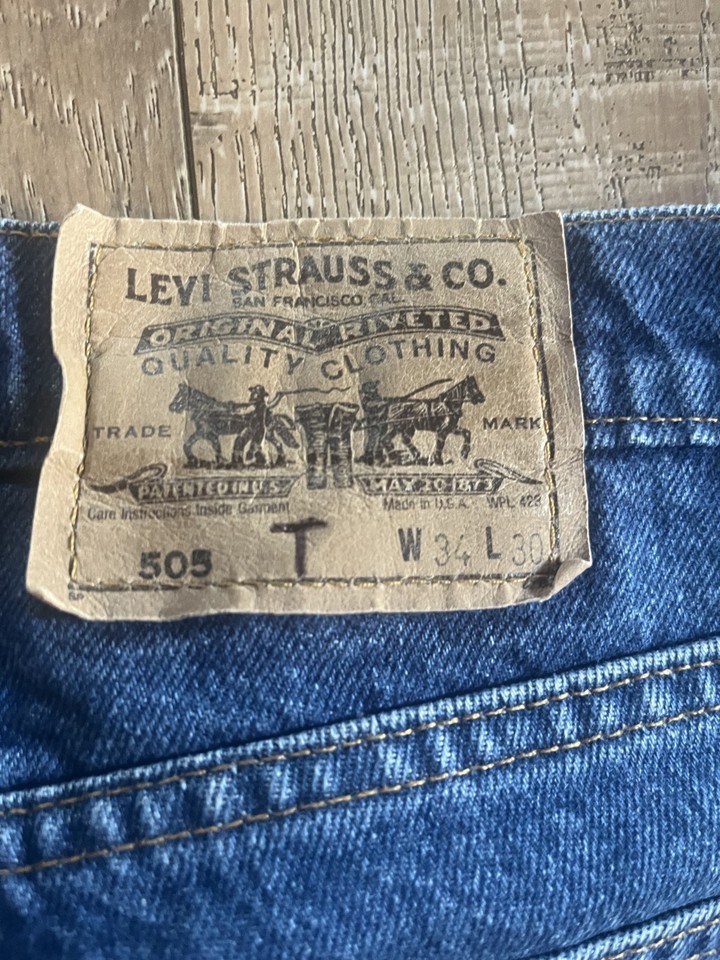 LEVI STRAUSS & CO.
SAN FRANCISCO CAL.
ORIGINAL RIVETED
QUALITY CLOTHING
TRADE MARK
PATENTED IN U.S. MAY 20 1873
Care Instructions Inside Garment Made in U.S.A. WPL 423
505 T W 34 L 30